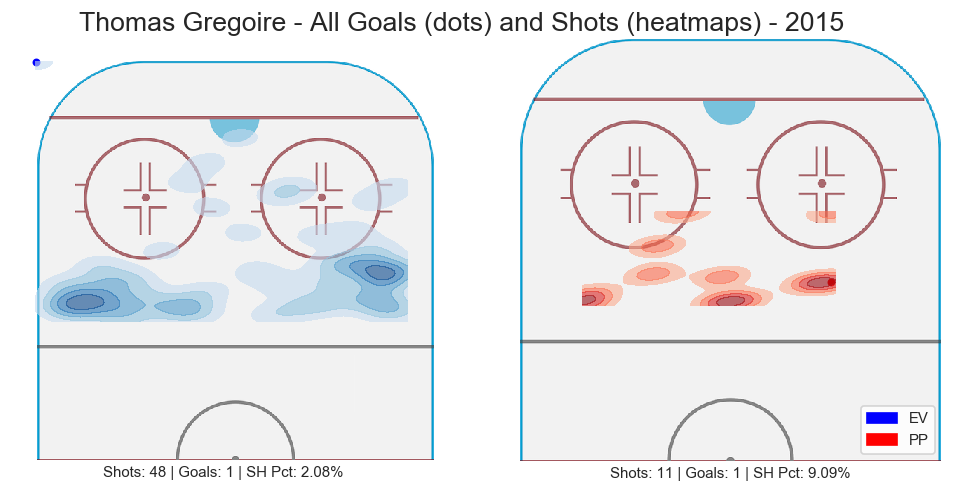 Thomas Gregoire - All Goals (dots) and Shots (heatmaps) - 2015
EV
PP
Shots: 48 | Goals: 1 | SH Pct: 2.08%
Shots: 11 | Goals: 1 | SH Pct: 9.09%